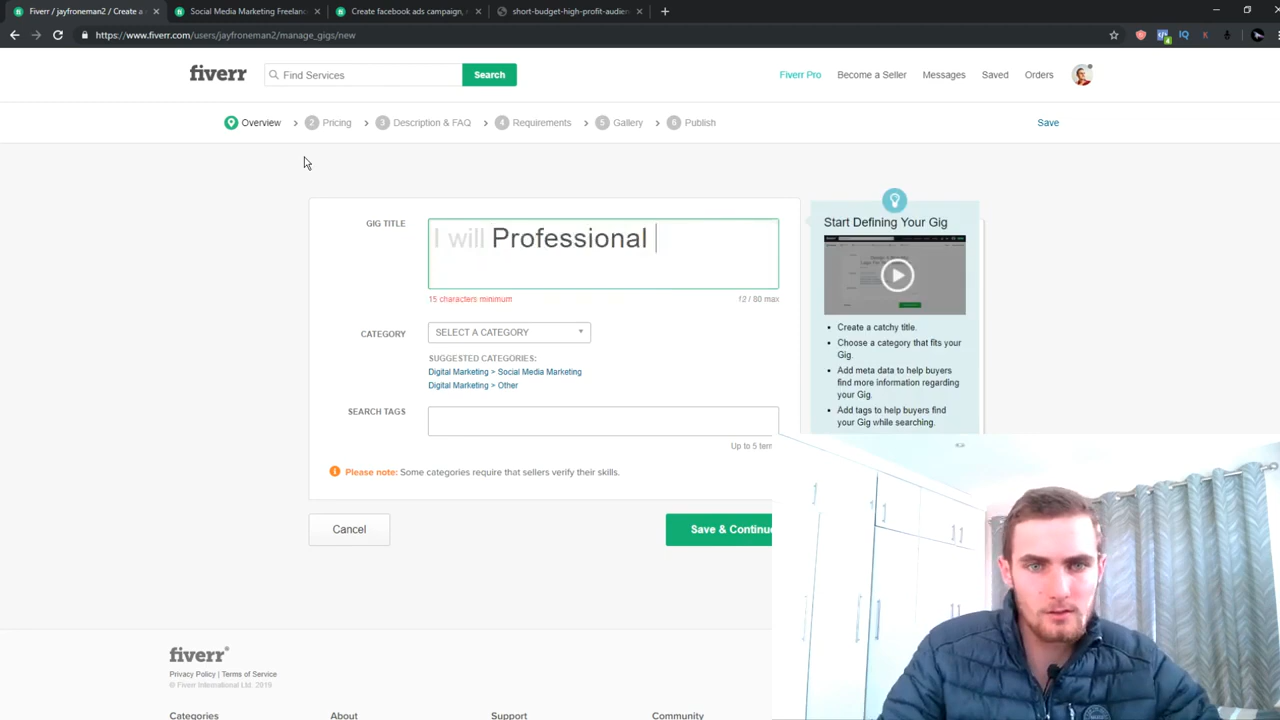 Fiverr / jayfroneman2 / Create a
Social Media Marketing Freelanc
Create facebook ads campaign,
short-budget-high-profit-audien
https://www.fiverr.com/users/jayfroneman2/manage_gigs/new
4
fiverr
Find Services
Search
Fiverr Pro
Become a Seller
Messages
Saved
Orders
Overview
2 Pricing
3 Description & FAQ
4 Requirements
5 Gallery
6 Publish
Save
GIG TITLE
I will Professional
15 characters minimum
12 / 80 max
Start Defining Your Gig
• Create a catchy title.
• Choose a category that fits your
Gig.
• Add meta data to help buyers
find more information regarding
your Gig.
• Add tags to help buyers find
your Gig while searching.
CATEGORY
SELECT A CATEGORY
SUGGESTED CATEGORIES:
Digital Marketing > Social Media Marketing
Digital Marketing > Other
SEARCH TAGS
Up to 5 term
Please note: Some categories require that sellers verify their skills.
Cancel
Save & Continue
fiverr®
Privacy Policy | Terms of Service
© Fiverr International Ltd. 2019
Categories
About
Support
Community